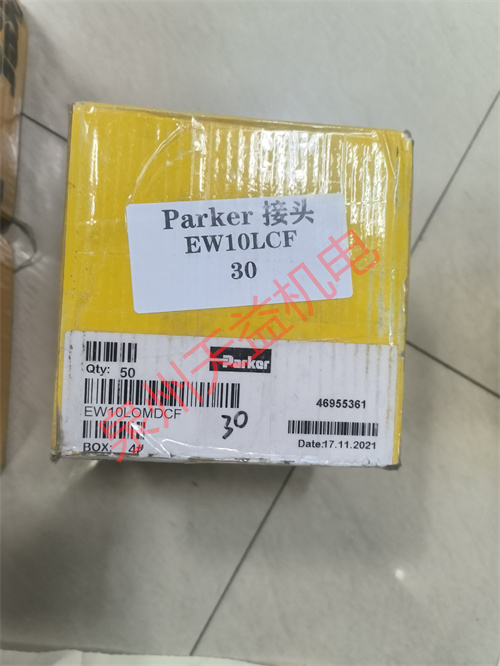 Parker 接头
EW10LCF
30
Parker
Qty: 50
EW10LOMDCF
30
BOX: 4#
46955361
Date:17.11.2021
泉州天益机电